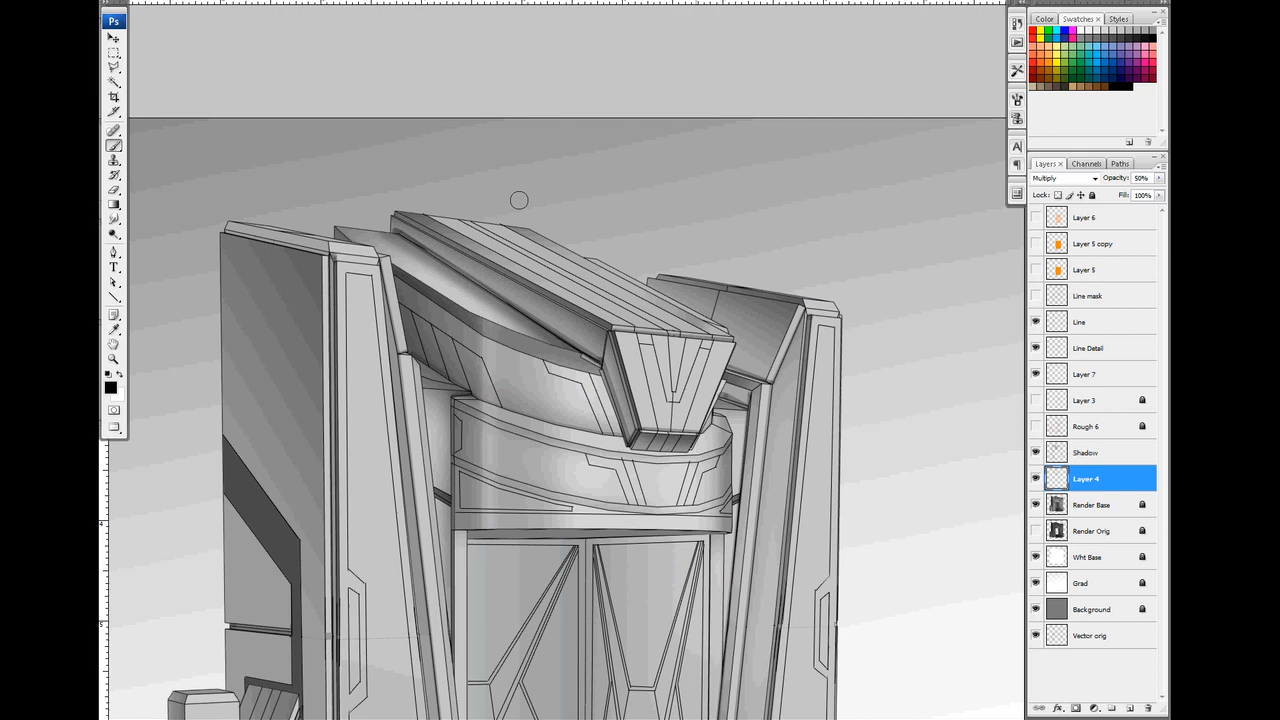 Ps
Color Swatches × Styles
Layers × Channels Paths
Multiply Opacity: 50%
Lock: Fill: 100%
Layer 6
Layer 5 copy
Layer 5
Line mask
Line
Line Detail
Layer 7
Layer 3
Rough 6
Shadow
Layer 4
Render Base
Render Orig
Wht Base
Grad
Background
Vector orig
4
5